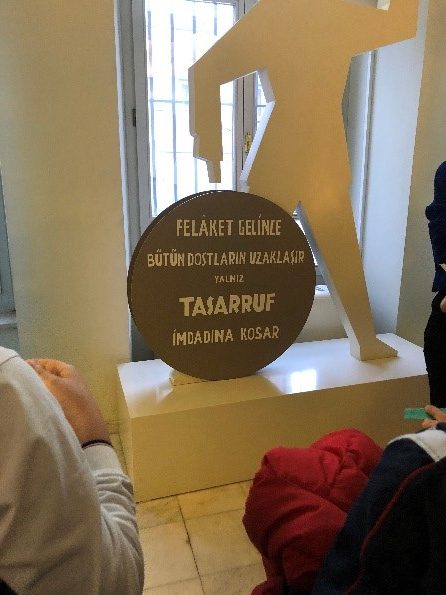 FELÂKET GELİNCE
BÜTÜN DOSTLARIN UZAKLAŞIR
YALNIZ
TASARRUF
İMDADINA KOŞAR